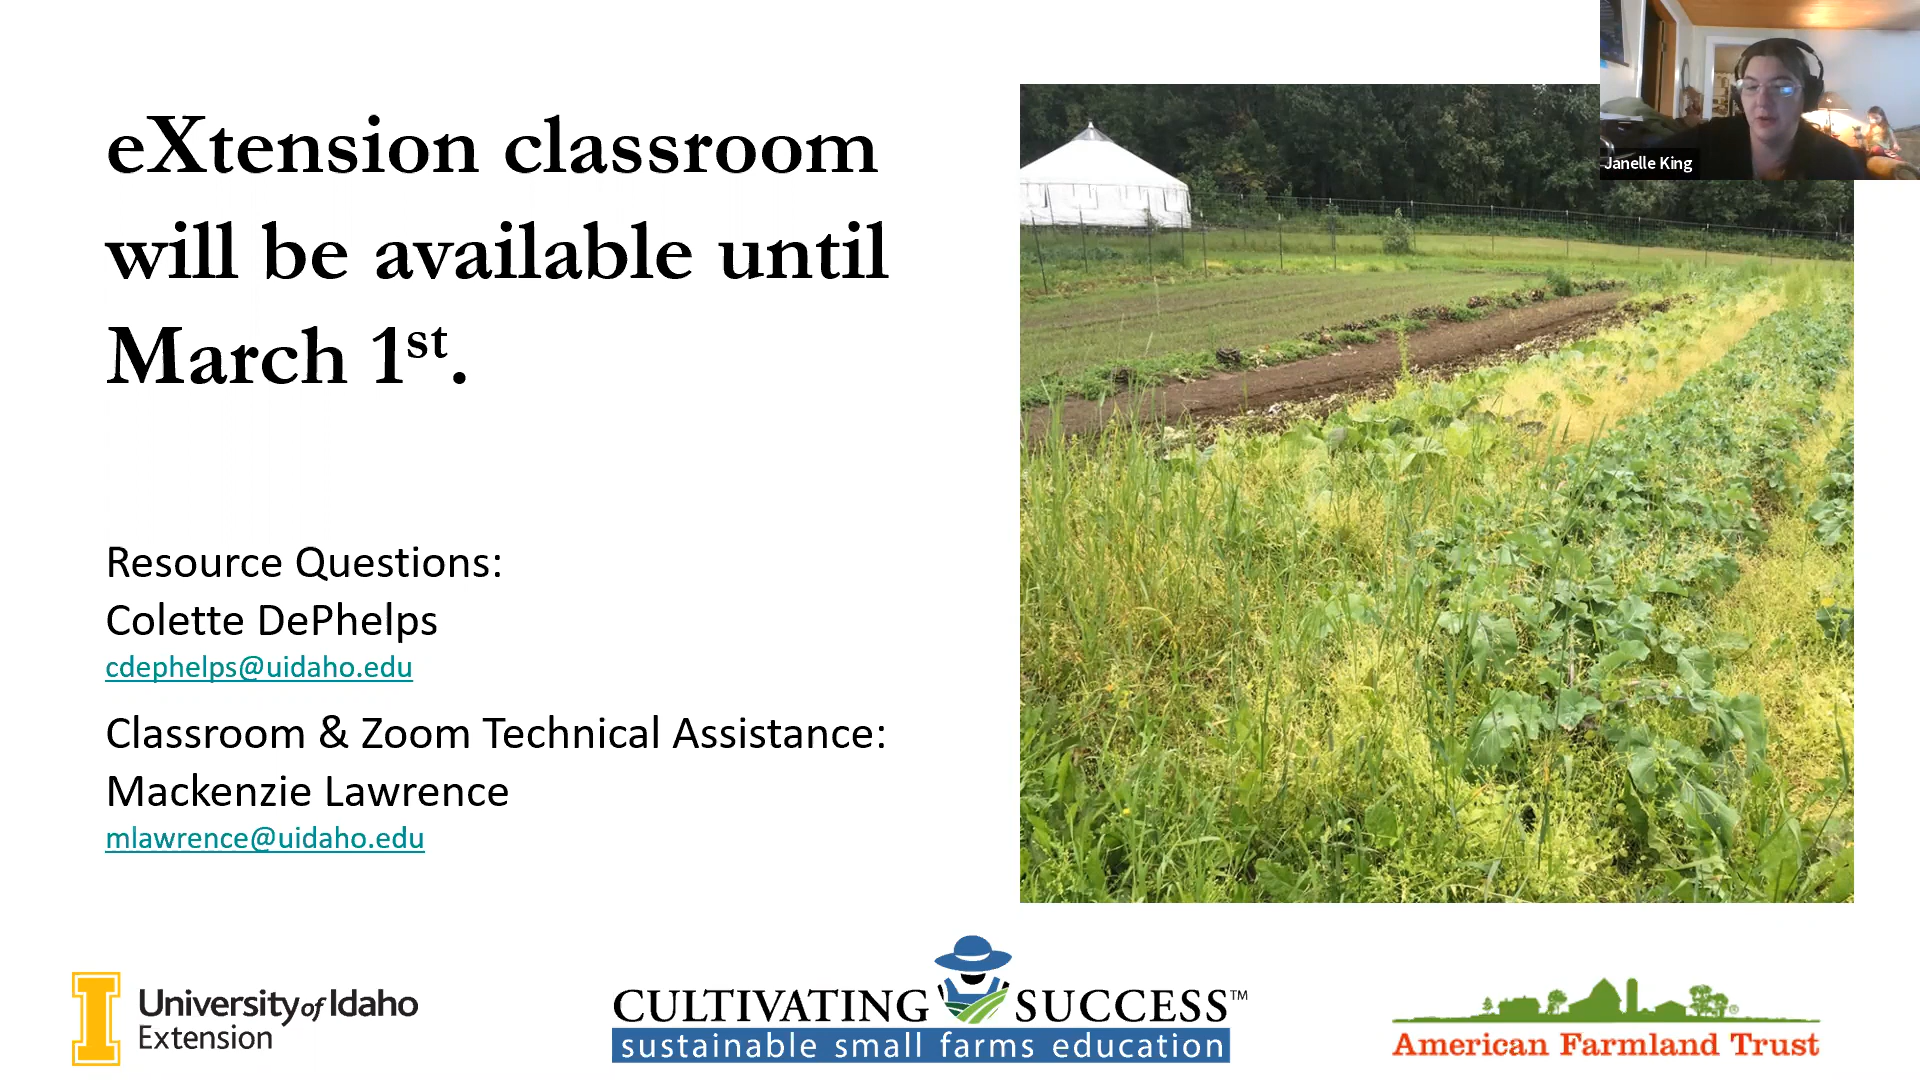 eXtension classroom
will be available until
March 1st.
Janelle King
Resource Questions:
Colette DePhelps
cdephelps@uidaho.edu
Classroom & Zoom Technical Assistance:
Mackenzie Lawrence
mlawrence@uidaho.edu
I
University of Idaho
Extension
CULTIVATING SUCCESS™
sustainable small farms education
American Farmland Trust®